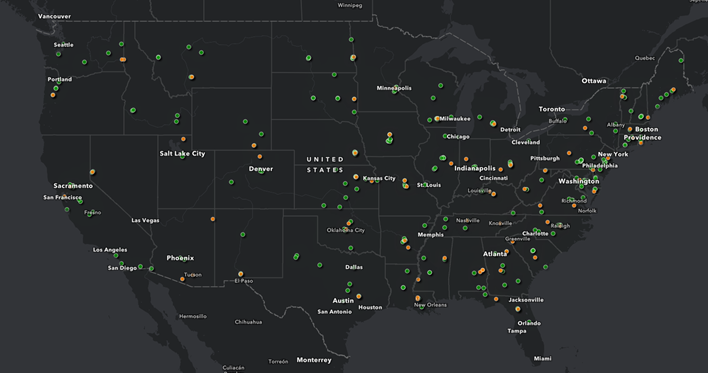 Winnipeg
Vancouver
Seattle
Quebec
Ottawa
Portland
Minneapolis
Toronto
Milwaukee
Buffalo
Albany
Boston
Detroit
Providence
Chicago
Cleveland
Salt Lake City
UNITED
STATES
New York
Pittsburgh
Philadelphia
Denver
Indianapolis
Kansas City
Cincinnati
Sacramento
St. Louis
Washington
San Francisco
Louisville
Richmond
Fresno
Norfolk
Las Vegas
Nashville
Knoxville
Raleigh
Oklahoma City
Memphis
Charlotte
Greenville
Los Angeles
Phoenix
Atlanta
San Diego
Dallas
Tucson
El Paso
Austin
Jacksonville
Houston
New Orleans
San Antonio
Hermosillo
Chihuahua
Orlando
Tampa
Monterrey
Torreón
Miami
Culiacán